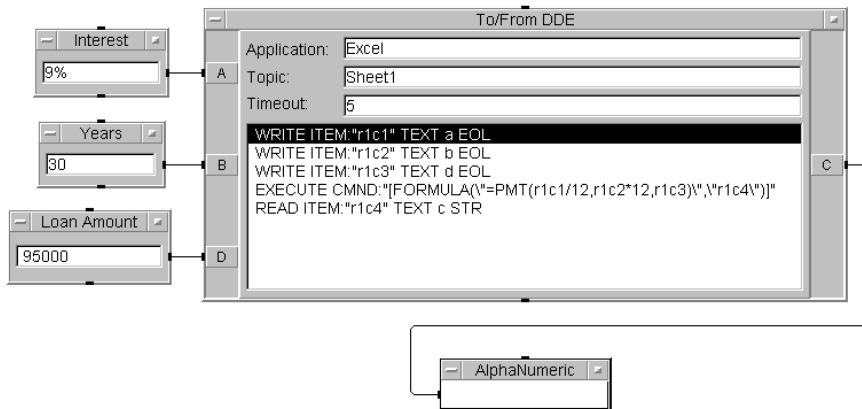 To/From DDE
Interest
9%
A
Application: Excel
Topic: Sheet1
Timeout: 5
Years
30
B
WRITE ITEM:"r1c1" TEXT a EOL
WRITE ITEM:"r1c2" TEXT b EOL
WRITE ITEM:"r1c3" TEXT d EOL
EXECUTE CMND:"[FORMULA(\"=PMT(r1c1/12,r1c2*12,r1c3)\",\"r1c4\")]"
READ ITEM:"r1c4" TEXT c STR
C
Loan Amount
95000
D
AlphaNumeric